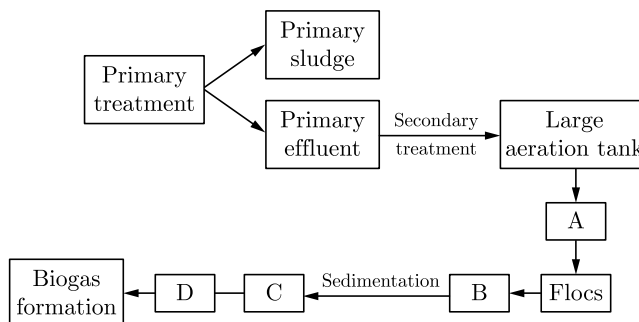 Primary
sludge
Primary
treatment
Primary
effluent
Secondary
treatment
Large
aeration tank
A
Biogas
formation
D
C
Sedimentation
B
Flocs